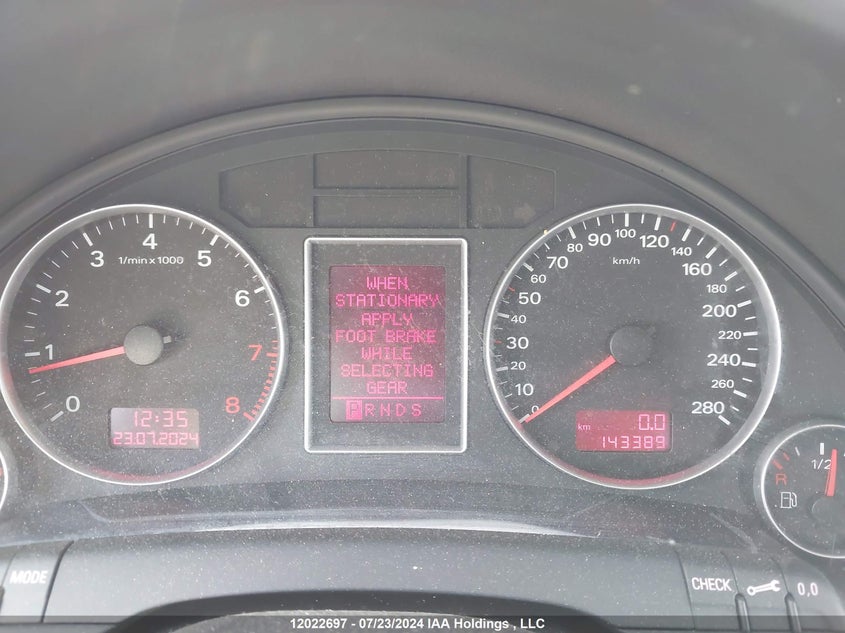 0 1 2 3 4 5 6 7 8
1/min x 1000
12:35
23.07.2024
WHEN
STATIONARY
APPLY
FOOT BRAKE
WHILE
SELECTING
GEAR
PRNDS
0 10 20 30 40 50 60 70 80 90 100 120 140 160 180 200 220 240 260 280
km/h
0.0
km
143389
R 1/2
MODE
CHECK
0,0
12022697 - 07/23/2024 IAA Holdings , LLC